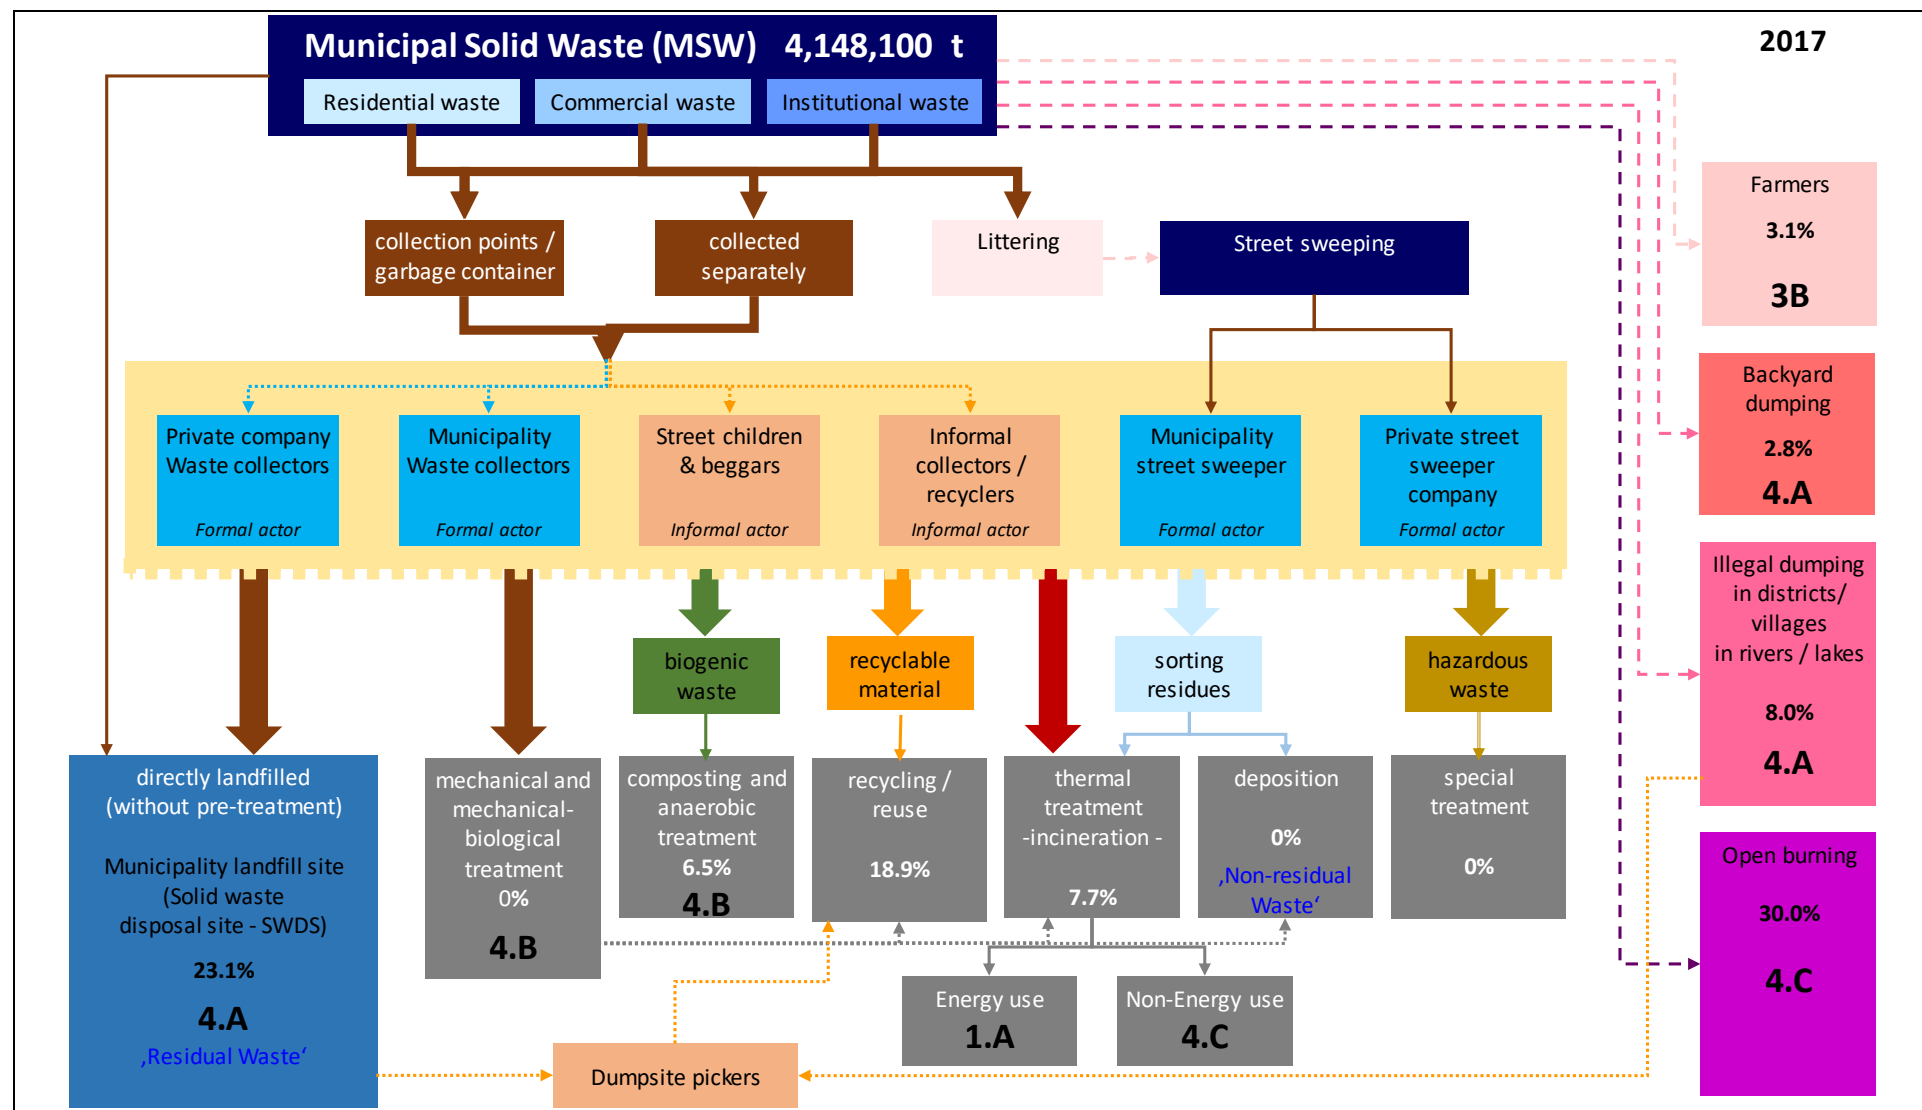 Municipal Solid Waste (MSW) 4,148,100 t
2017
Residential waste
Commercial waste
Institutional waste
Farmers
3.1%
3B
collection points /
garbage container
collected
separately
Littering
Street sweeping
Backyard
dumping
2.8%
4.A
Private company
Waste collectors
Formal actor
Municipality
Waste collectors
Formal actor
Street children
& beggars
Informal actor
Informal
collectors /
recyclers
Informal actor
Municipality
street sweeper
Formal actor
Private street
sweeper
company
Formal actor
Illegal dumping
in districts/
villages
in rivers / lakes
8.0%
4.A
biogenic
waste
recyclable
material
sorting
residues
hazardous
waste
directly landfilled
(without pre-treatment)
Municipality landfill site
(Solid waste
disposal site - SWDS)
23.1%
4.A
‚Residual Waste‘
mechanical and
mechanical-
biological
treatment
0%
4.B
composting and
anaerobic
treatment
6.5%
4.B
recycling /
reuse
18.9%
thermal
treatment
-incineration -
7.7%
deposition
0%
‚Non-residual
Waste‘
special
treatment
0%
Open burning
30.0%
4.C
Energy use
1.A
Non-Energy use
4.C
Dumpsite pickers